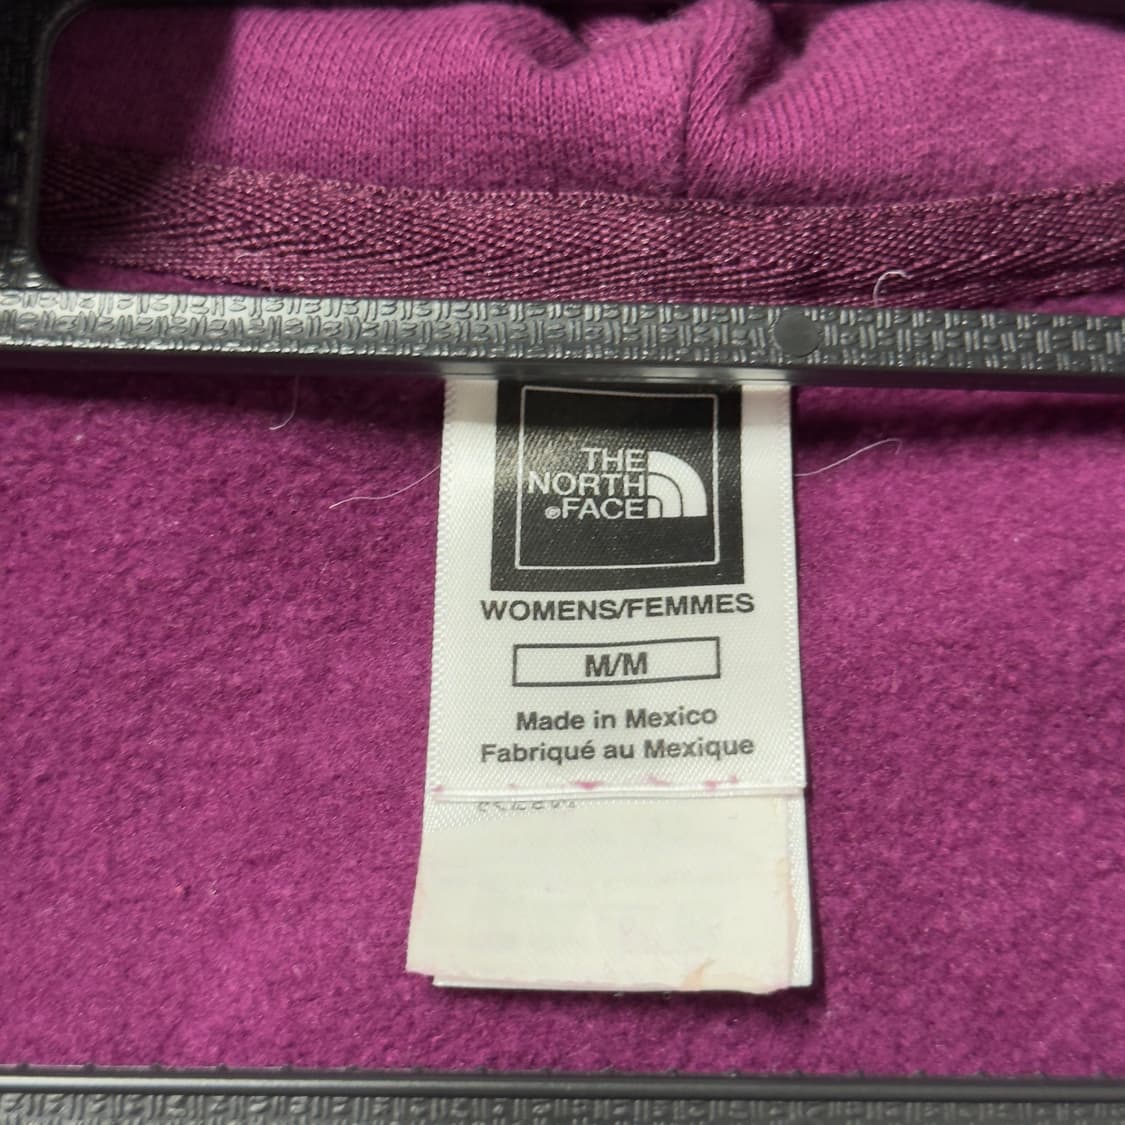 THE
NORTH
®FACE
WOMENS/FEMMES
M/M
Made in Mexico
Fabriqué au Mexique